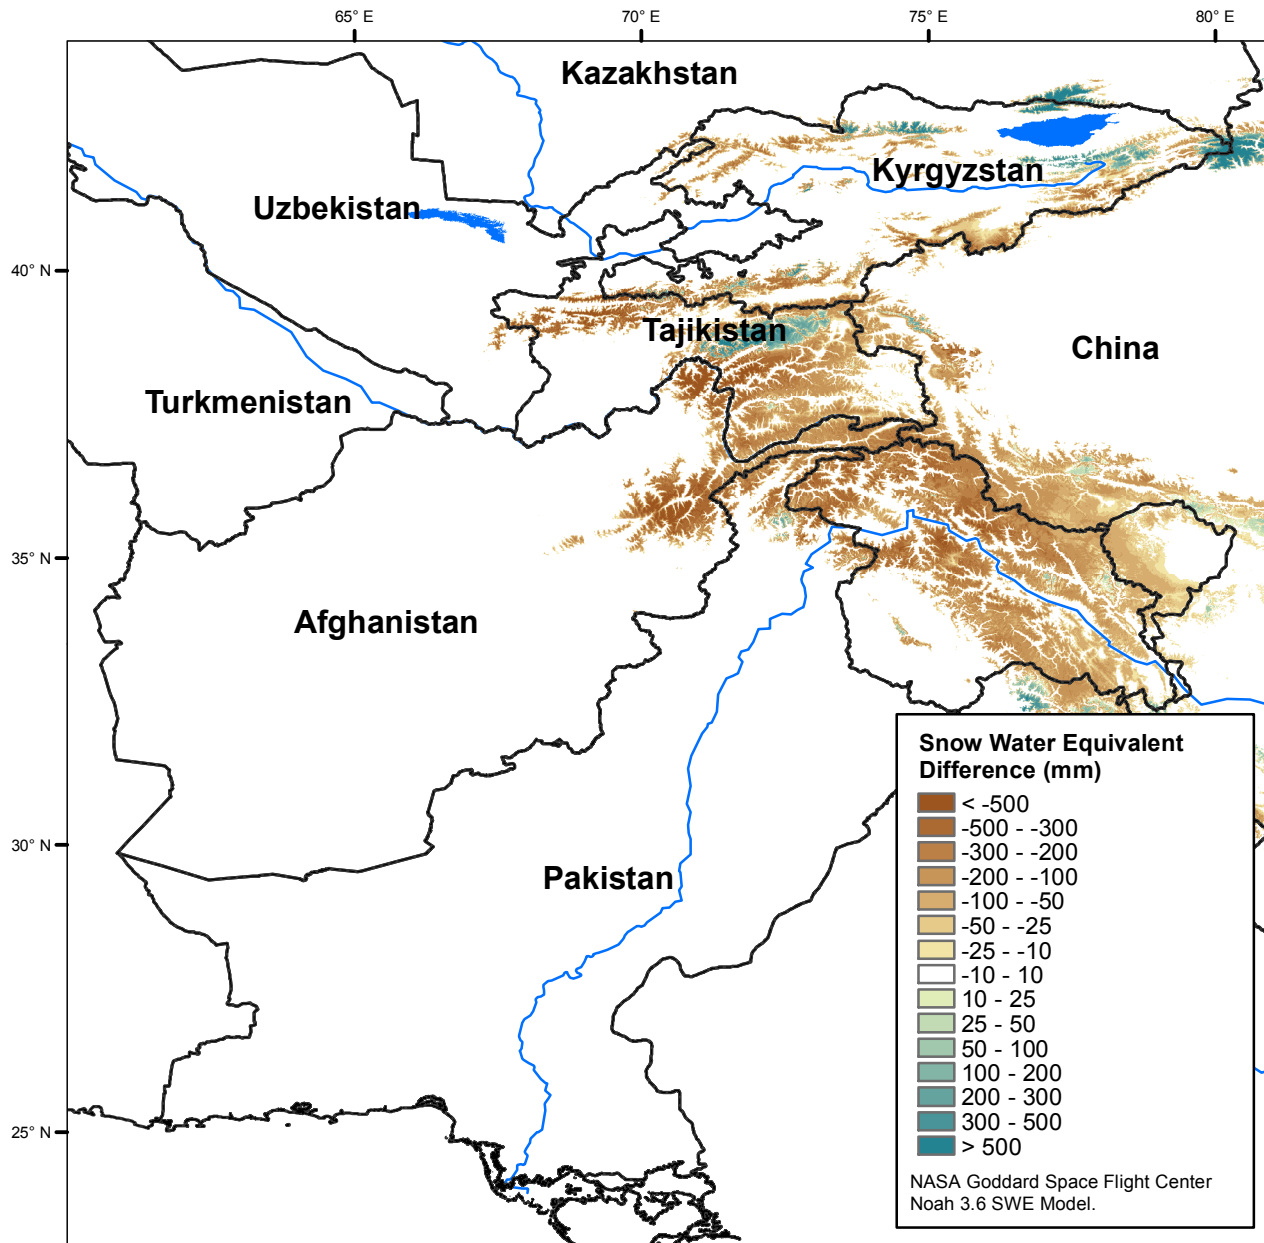 65° E
70° E
75° E
80° E
Kazakhstan
Kyrgyzstan
Uzbekistan
40° N
Tajikistan
China
Turkmenistan
35° N
Afghanistan
Snow Water Equivalent
Difference (mm)
< -500
-500 - -300
-300 - -200
-200 - -100
-100 - -50
-50 - -25
-25 - -10
-10 - 10
10 - 25
25 - 50
50 - 100
100 - 200
200 - 300
300 - 500
> 500
NASA Goddard Space Flight Center
Noah 3.6 SWE Model.
30° N
Pakistan
25° N